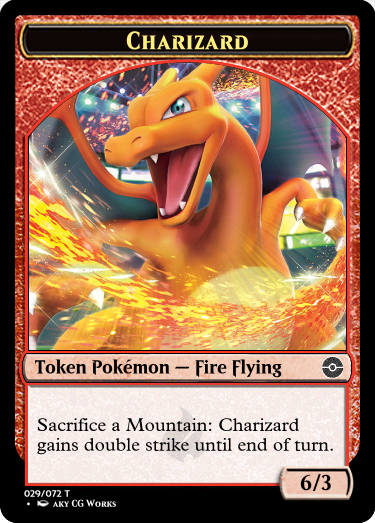 Charizard
Token Pokémon — Fire Flying
Sacrifice a Mountain: Charizard
gains double strike until end of turn.
6/3
029/072 T
• AKY CG Works